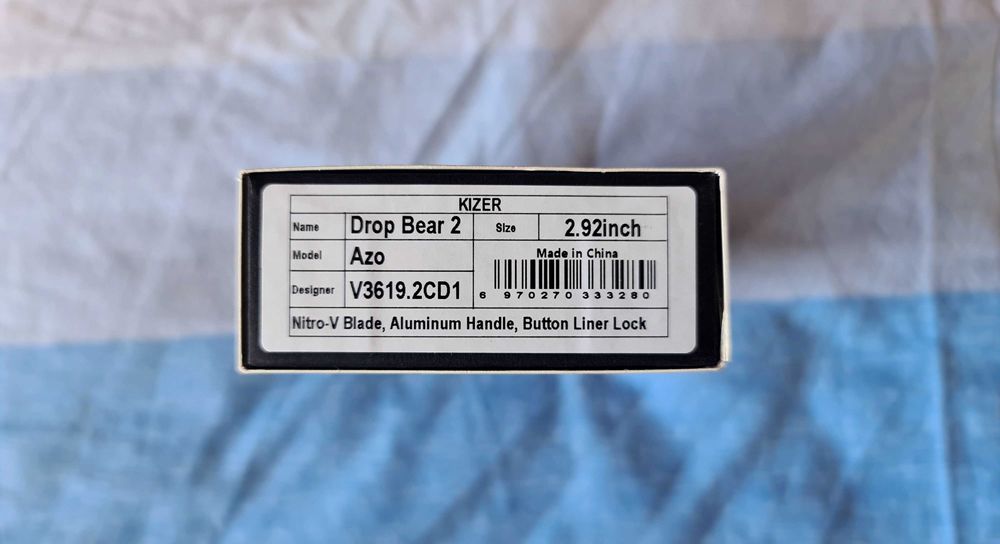 KIZER
Name Drop Bear 2 Size 2.92inch
Model Azo
Made in China
Designer V3619.2CD1
6 970270 333280
Nitro-V Blade, Aluminum Handle, Button Liner Lock